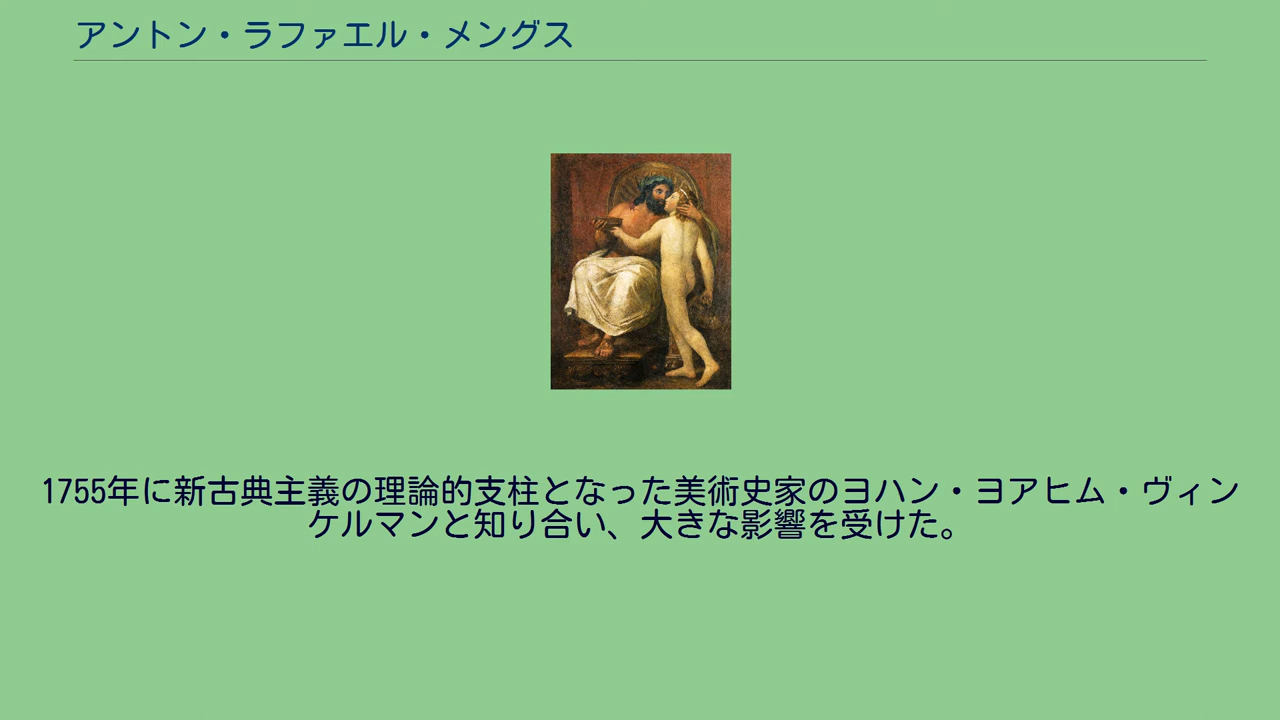 アントン・ラファエル・メングス
1755年に新古典主義の理論的支柱となった美術史家のヨハン・ヨアヒム・ヴィン
ケルマンと知り合い、大きな影響を受けた。